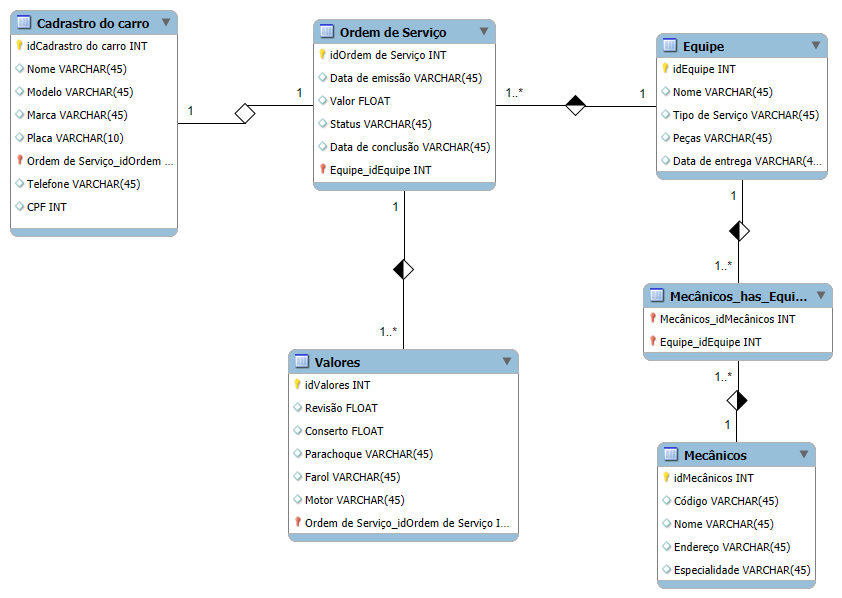 Cadrastro do carro
idCadrastro do carro INT
Nome VARCHAR(45)
Modelo VARCHAR(45)
Marca VARCHAR(45)
Placa VARCHAR(10)
Ordem de Serviço_idOrdem ...
Telefone VARCHAR(45)
CPF INT
1
1
Ordem de Serviço
idOrdem de Serviço INT
Data de emissão VARCHAR(45)
Valor FLOAT
Status VARCHAR(45)
Data de conclusão VARCHAR(45)
Equipe_idEquipe INT
1..*
1
Equipe
idEquipe INT
Nome VARCHAR(45)
Tipo de Serviço VARCHAR(45)
Peças VARCHAR(45)
Data de entrega VARCHAR(4...
1
1..*
Valores
idValores INT
Revisão FLOAT
Conserto FLOAT
Parachoque VARCHAR(45)
Farol VARCHAR(45)
Motor VARCHAR(45)
Ordem de Serviço_idOrdem de Serviço I...
1
1..*
Mecânicos_has_Equi...
Mecânicos_idMecânicos INT
Equipe_idEquipe INT
1..*
1
Mecânicos
idMecânicos INT
Código VARCHAR(45)
Nome VARCHAR(45)
Endereço VARCHAR(45)
Especialidade VARCHAR(45)